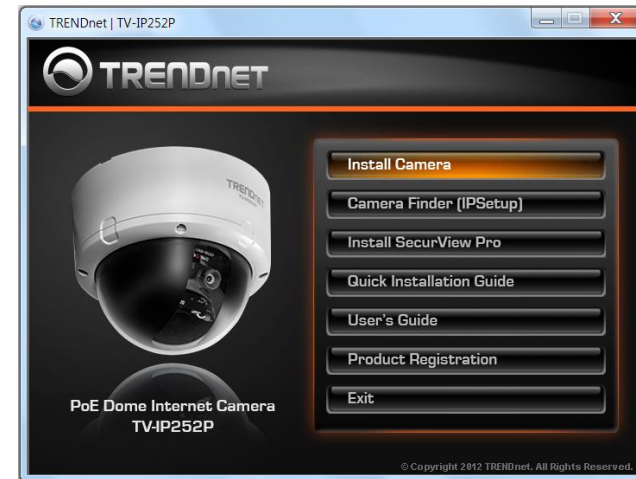 TRENDnet | TV-IP252P
TRENDNET
Install Camera
Camera Finder (IPSetup)
Install SecurView Pro
Quick Installation Guide
User's Guide
Product Registration
Exit
TRENDNET
PoE Dome Internet Camera
TV-IP252P
© Copyright 2012 TRENDnet. All Rights Reserved.